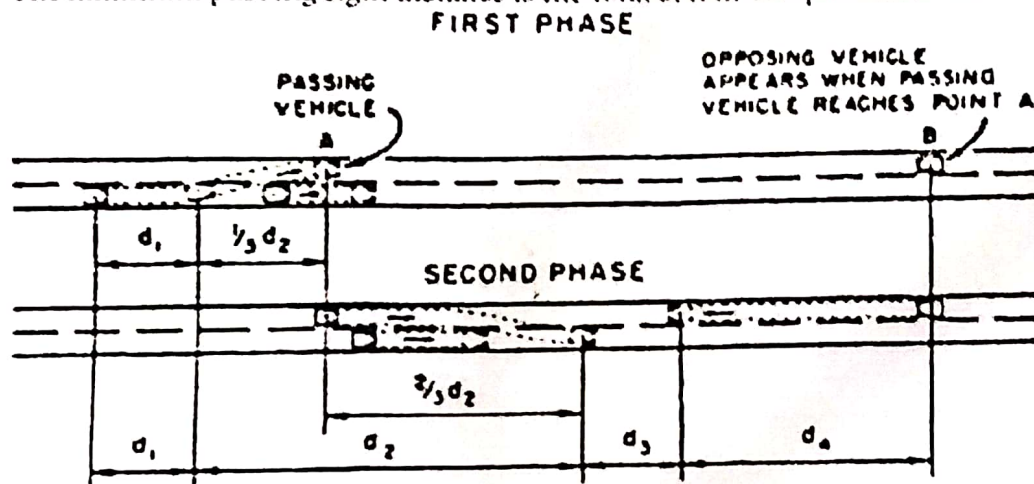 FIRST PHASE
PASSING
VEHICLE
OPPOSING VEHICLE
APPEARS WHEN PASSING
VEHICLE REACHES POINT A
A
B
d₁
⅓ d₂
SECOND PHASE
⅔ d₂
d₁
d₂
d₃
d₄